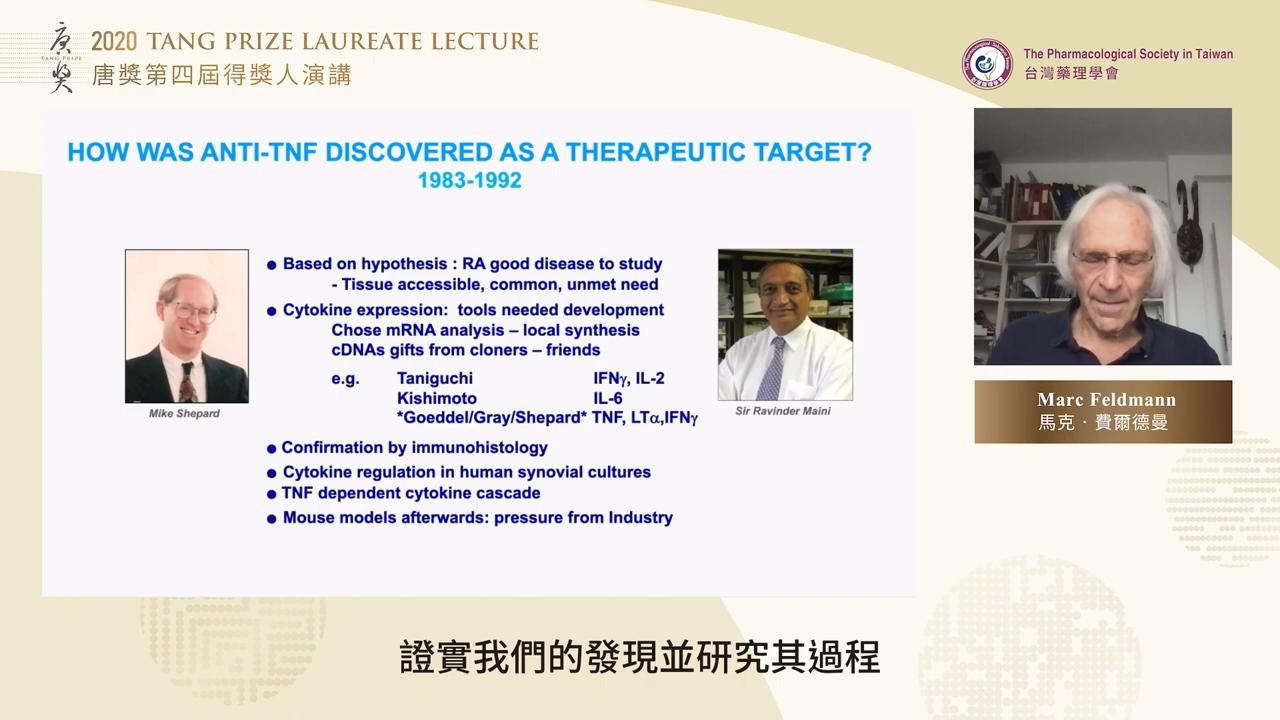 唐獎
TANG PRIZE
2020 TANG PRIZE LAUREATE LECTURE
唐獎第四屆得獎人演講
The Pharmacological Society in Taiwan
台灣藥理學會
HOW WAS ANTI-TNF DISCOVERED AS A THERAPEUTIC TARGET?
1983-1992
● Based on hypothesis : RA good disease to study
- Tissue accessible, common, unmet need
● Cytokine expression: tools needed development
Chose mRNA analysis – local synthesis
cDNAs gifts from cloners – friends
e.g. Taniguchi IFNγ, IL-2
Kishimoto IL-6
*Goeddel/Gray/Shepard* TNF, LTα,IFNγ
● Confirmation by immunohistology
● Cytokine regulation in human synovial cultures
● TNF dependent cytokine cascade
● Mouse models afterwards: pressure from Industry
Mike Shepard
Sir Ravinder Maini
Marc Feldmann
馬克・費爾德曼
證實我們的發現並研究其過程